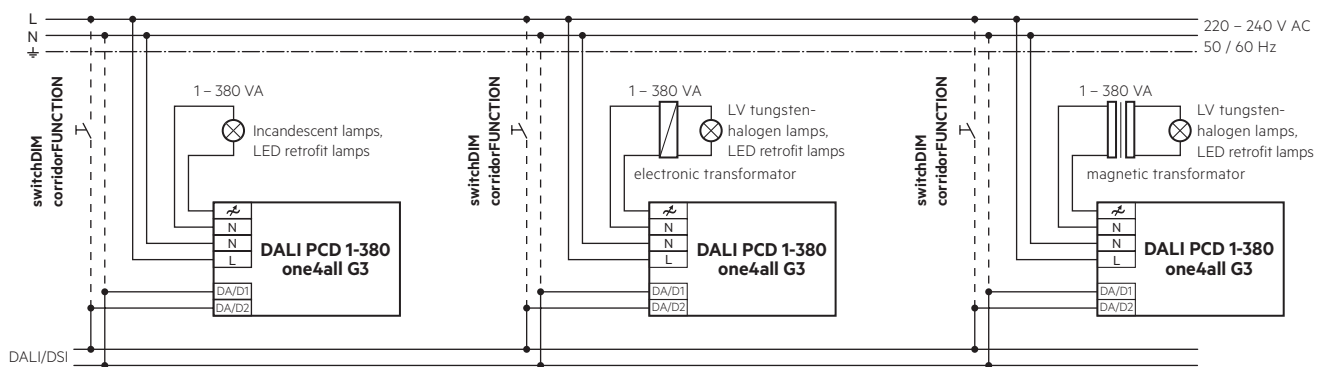 L
N
220 – 240 V AC
50 / 60 Hz
switchDIM
corridorFUNCTION
1 – 380 VA
Incandescent lamps,
LED retrofit lamps
N
N
L
DA/D1
DA/D2
DALI PCD 1-380
one4all G3
switchDIM
corridorFUNCTION
1 – 380 VA
LV tungsten-
halogen lamps,
LED retrofit lamps
electronic transformator
N
N
L
DA/D1
DA/D2
DALI PCD 1-380
one4all G3
switchDIM
corridorFUNCTION
1 – 380 VA
LV tungsten-
halogen lamps,
LED retrofit lamps
magnetic transformator
N
N
L
DA/D1
DA/D2
DALI PCD 1-380
one4all G3
DALI/DSI